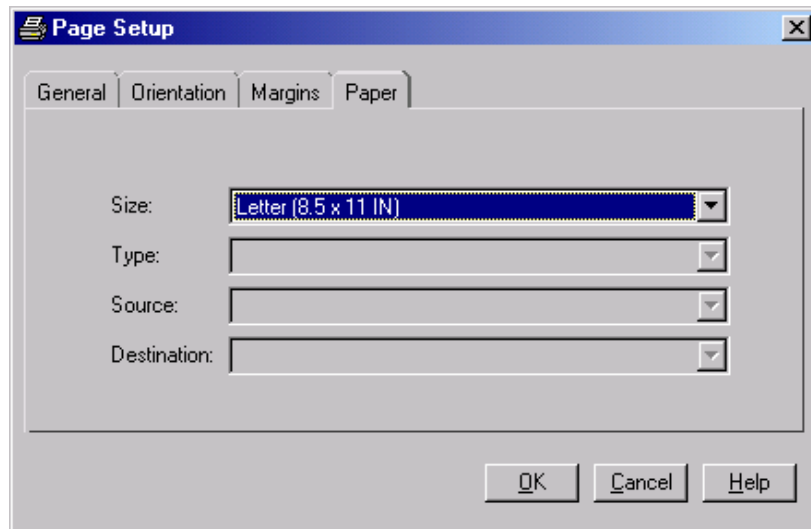 Page Setup
General Orientation Margins Paper
Size: Letter (8.5 x 11 IN)
Type:
Source:
Destination:
OK Cancel Help